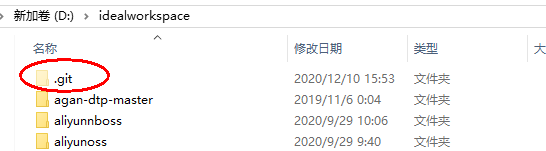 新加卷 (D:) › idealworkspace
名称 修改日期 类型 大
.git 2020/12/10 15:53 文件夹
agan-dtp-master 2019/11/6 0:04 文件夹
aliyunnboss 2020/9/29 10:06 文件夹
aliyunoss 2020/9/29 9:40 文件夹